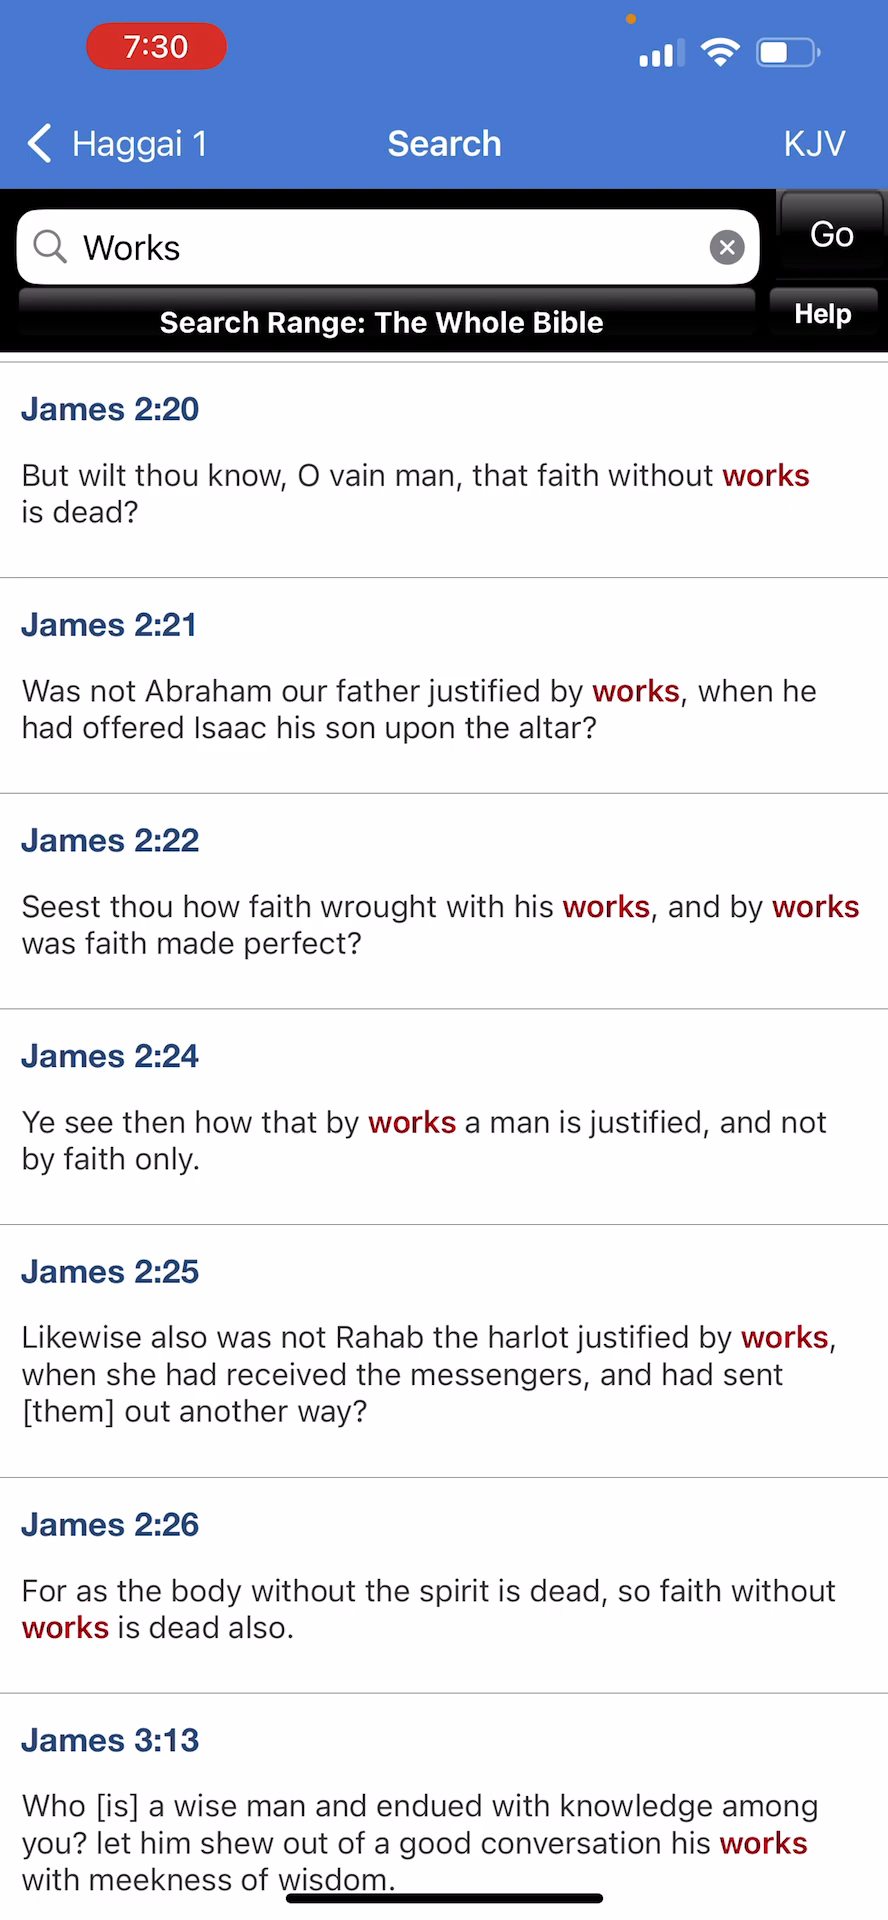 7:30
Haggai 1
Search
KJV
Works
Go
Search Range: The Whole Bible
Help
James 2:20
But wilt thou know, O vain man, that faith without works
is dead?
James 2:21
Was not Abraham our father justified by works, when he
had offered Isaac his son upon the altar?
James 2:22
Seest thou how faith wrought with his works, and by works
was faith made perfect?
James 2:24
Ye see then how that by works a man is justified, and not
by faith only.
James 2:25
Likewise also was not Rahab the harlot justified by works,
when she had received the messengers, and had sent
[them] out another way?
James 2:26
For as the body without the spirit is dead, so faith without
works is dead also.
James 3:13
Who [is] a wise man and endued with knowledge among
you? let him shew out of a good conversation his works
with meekness of wisdom.